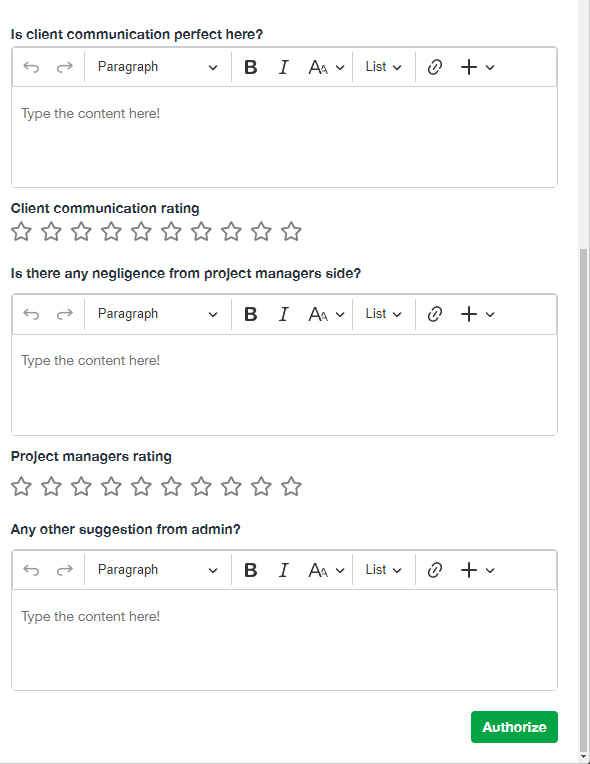 Is client communication perfect here?
Paragraph B I AA List
Type the content here!
Client communication rating
Is there any negligence from project managers side?
Paragraph B I AA List
Type the content here!
Project managers rating
Any other suggestion from admin?
Paragraph B I AA List
Type the content here!
Authorize